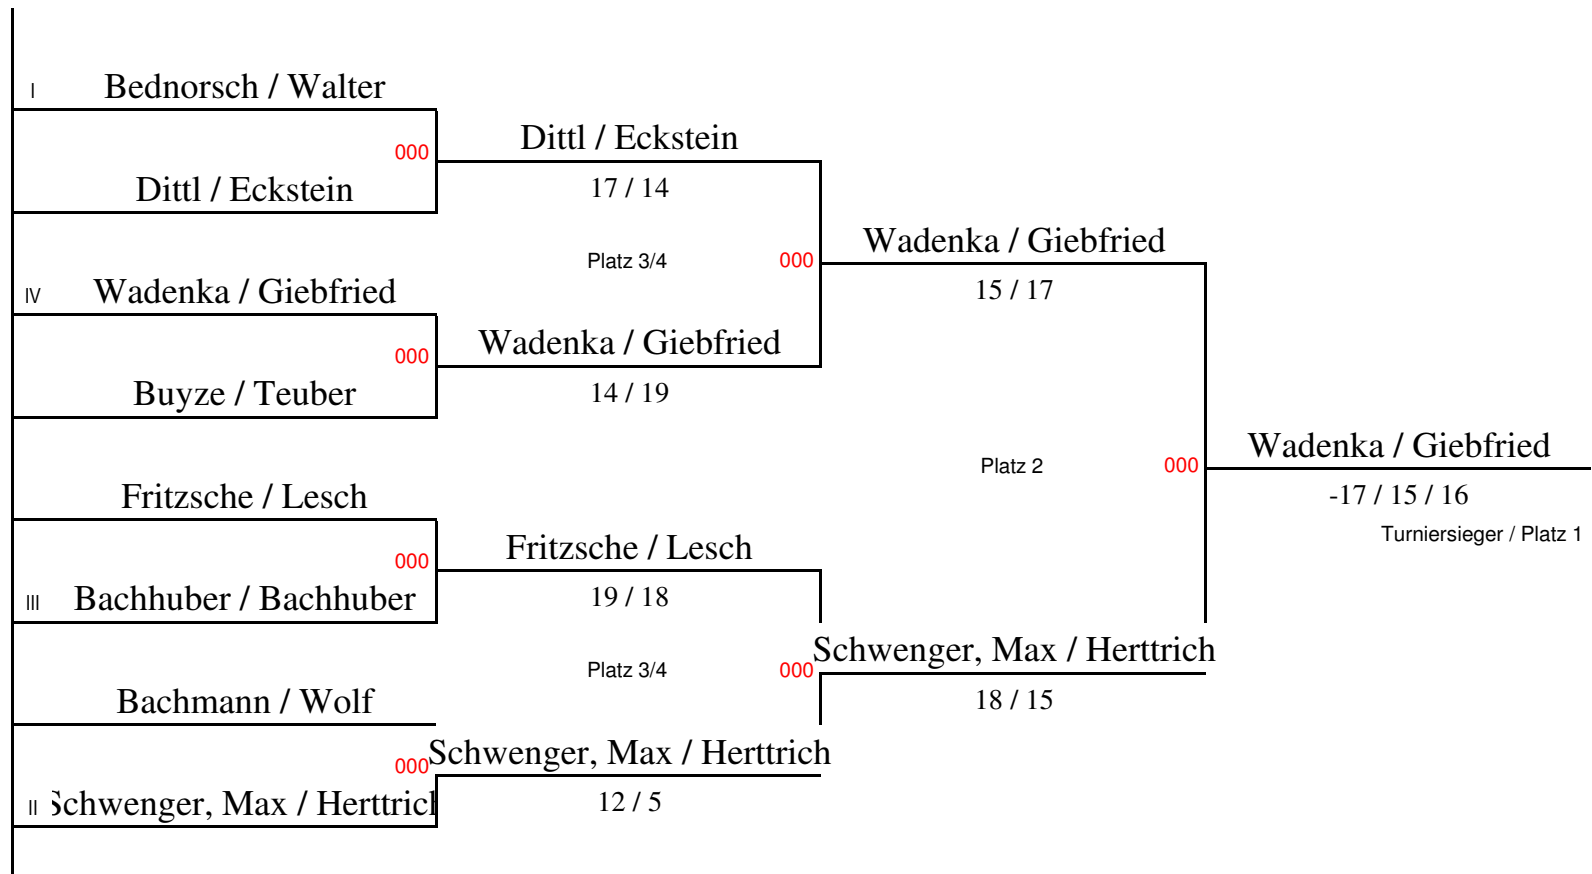 I Bednorsch / Walter
000
Dittl / Eckstein
Dittl / Eckstein
17 / 14
IV Wadenka / Giebfried
000
Buyze / Teuber
Wadenka / Giebfried
14 / 19
Platz 3/4
000
Wadenka / Giebfried
15 / 17
Fritzsche / Lesch
000
III Bachhuber / Bachhuber
Fritzsche / Lesch
19 / 18
Bachmann / Wolf
000
II Schwenger, Max / Herttrich
Schwenger, Max / Herttrich
12 / 5
Platz 3/4
000
Schwenger, Max / Herttrich
18 / 15
Platz 2
000
Wadenka / Giebfried
-17 / 15 / 16
Turniersieger / Platz 1